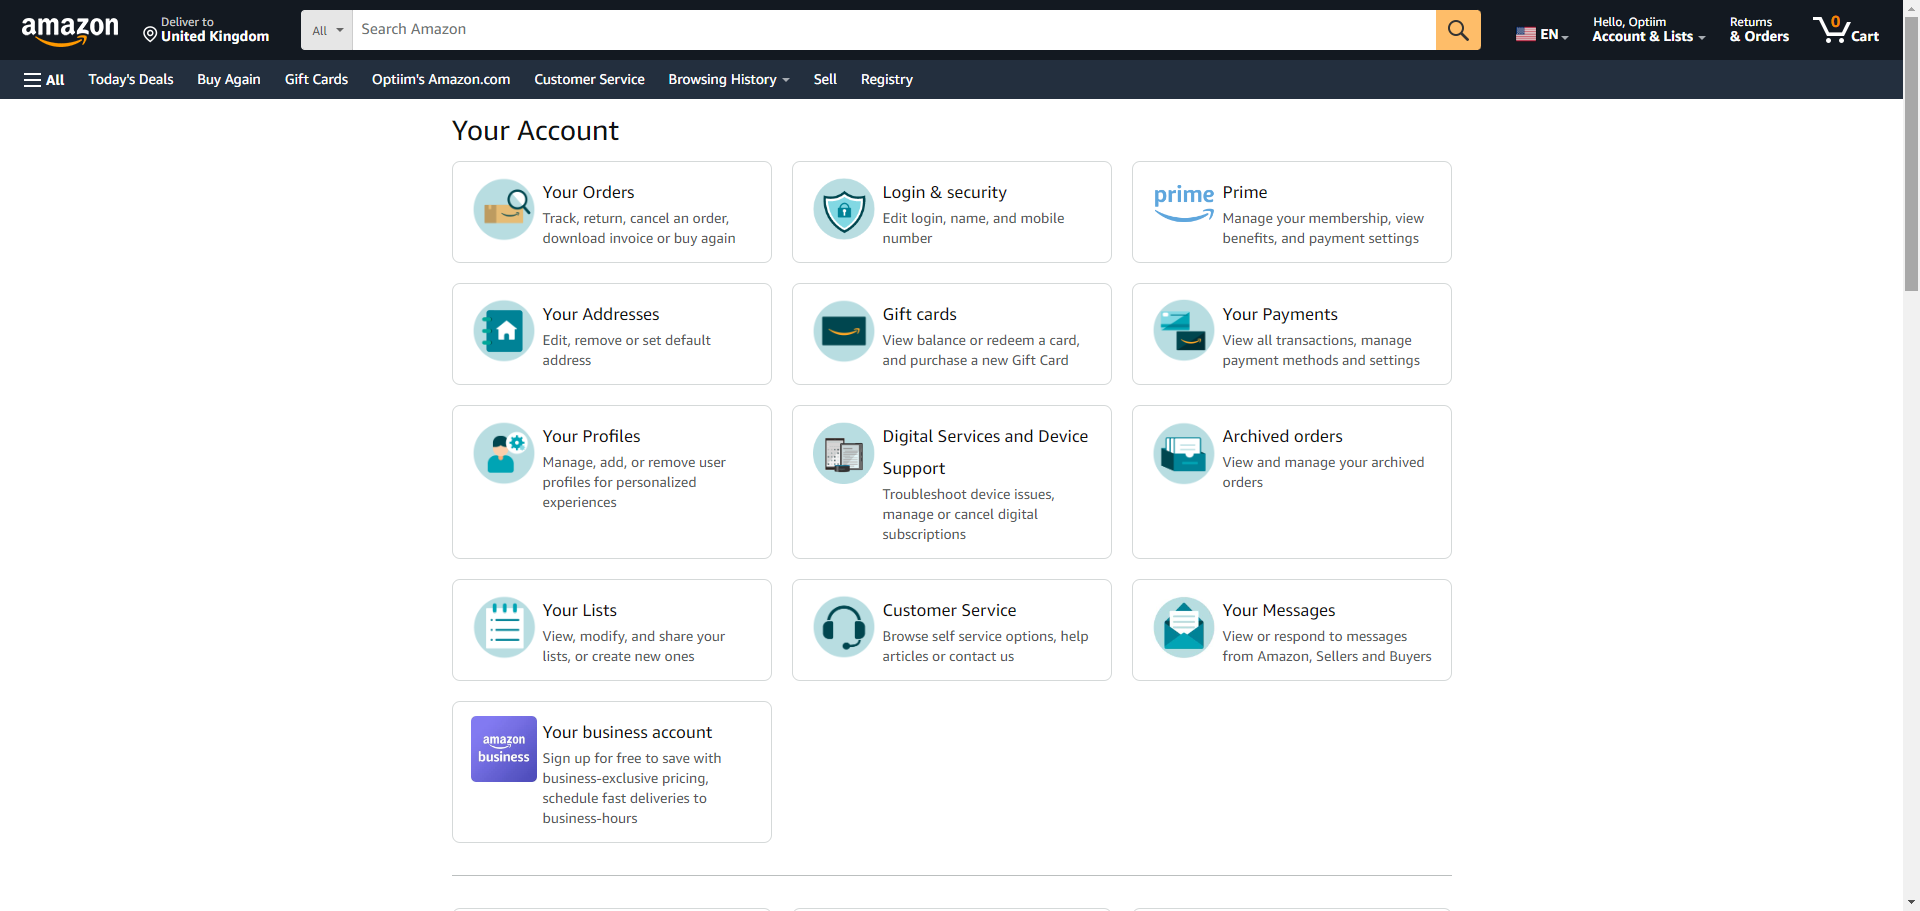 amazon
Deliver to
United Kingdom
All
Search Amazon
EN
Hello, Optiim
Account & Lists
Returns
& Orders
0
Cart
All
Today's Deals
Buy Again
Gift Cards
Optiim's Amazon.com
Customer Service
Browsing History
Sell
Registry
Your Account
Your Orders
Track, return, cancel an order,
download invoice or buy again
Login & security
Edit login, name, and mobile
number
prime
Prime
Manage your membership, view
benefits, and payment settings
Your Addresses
Edit, remove or set default
address
Gift cards
View balance or redeem a card,
and purchase a new Gift Card
Your Payments
View all transactions, manage
payment methods and settings
Your Profiles
Manage, add, or remove user
profiles for personalized
experiences
Digital Services and Device
Support
Troubleshoot device issues,
manage or cancel digital
subscriptions
Archived orders
View and manage your archived
orders
Your Lists
View, modify, and share your
lists, or create new ones
Customer Service
Browse self service options, help
articles or contact us
Your Messages
View or respond to messages
from Amazon, Sellers and Buyers
amazon
business
Your business account
Sign up for free to save with
business-exclusive pricing,
schedule fast deliveries to
business-hours